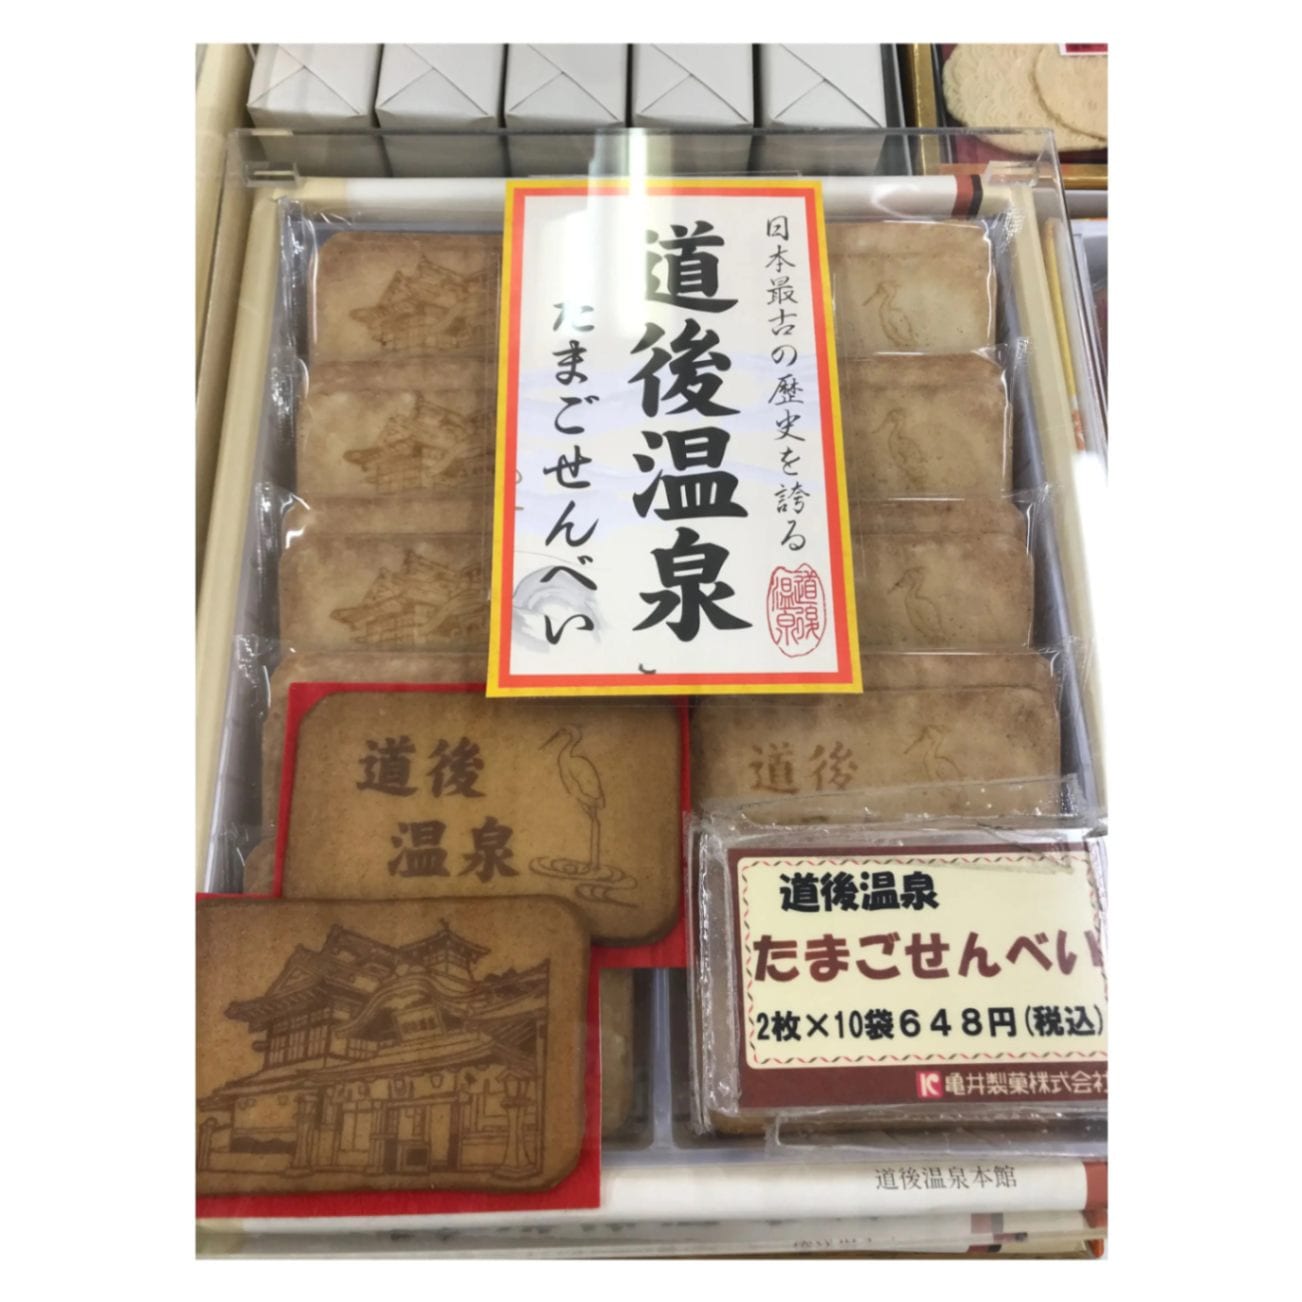 日本最古の歴史を誇る
道後温泉
たまごせんべい
道後温泉
道後
温泉
道後
道後温泉
たまごせんべい
2枚×10袋648円(税込)
K亀井製菓株式会社
道後温泉本館